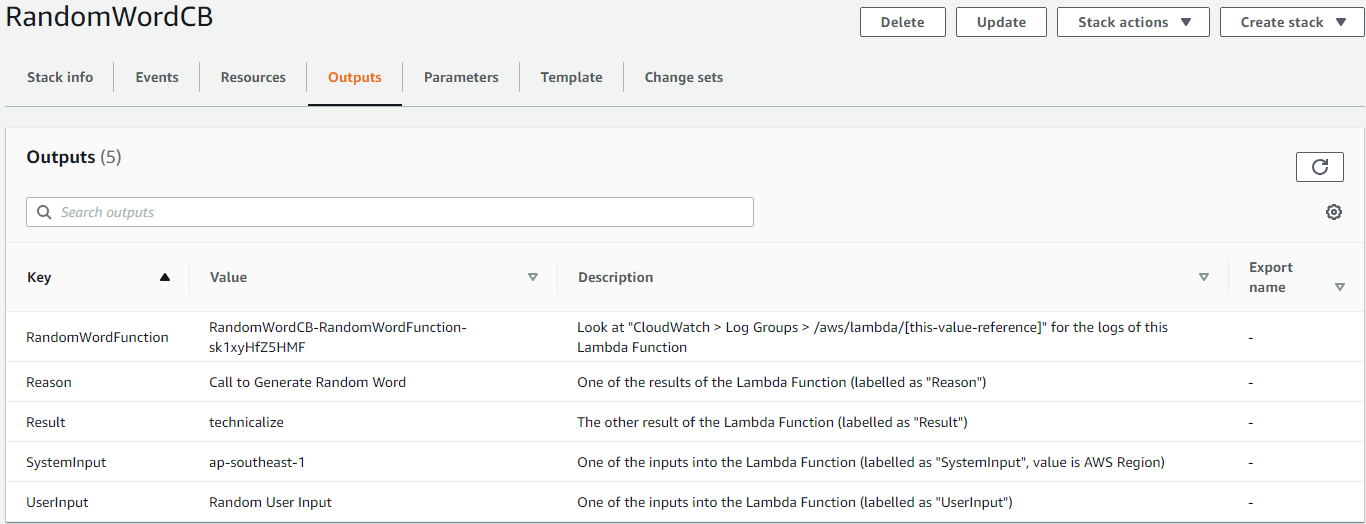 RandomWordCB
Delete
Update
Stack actions
Create stack
Stack info
Events
Resources
Outputs
Parameters
Template
Change sets
Outputs (5)
Search outputs
Key
Value
Description
Export
name
RandomWordFunction
RandomWordCB-RandomWordFunction-
sk1xyHfZ5HMF
Look at "CloudWatch > Log Groups > /aws/lambda/[this-value-reference]" for the logs of this
Lambda Function
-
Reason
Call to Generate Random Word
One of the results of the Lambda Function (labelled as "Reason")
-
Result
technicalize
The other result of the Lambda Function (labelled as "Result")
-
SystemInput
ap-southeast-1
One of the inputs into the Lambda Function (labelled as "SystemInput", value is AWS Region)
-
UserInput
Random User Input
One of the inputs into the Lambda Function (labelled as "UserInput")
-